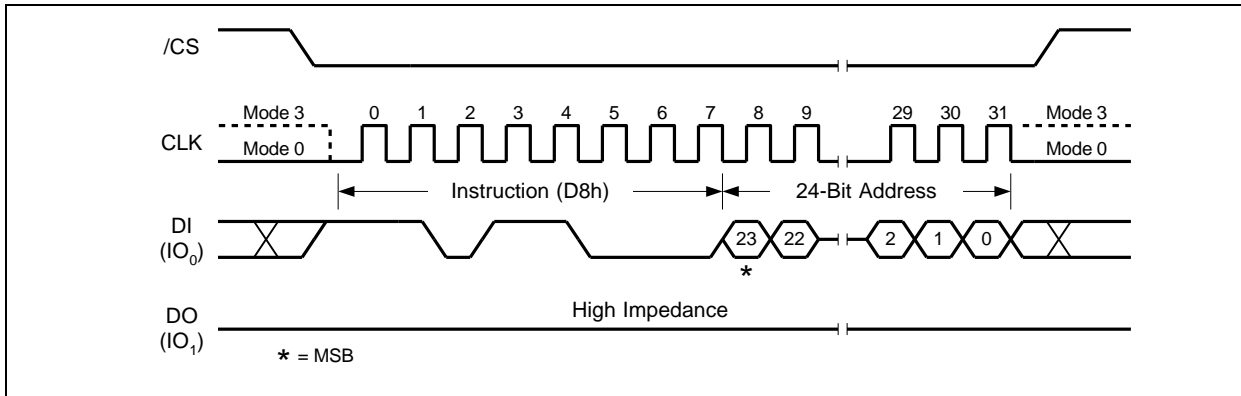 /CS
Mode 3 0 1 2 3 4 5 6 7 8 9 29 30 31 Mode 3
CLK
Mode 0 Mode 0
Instruction (D8h) 24-Bit Address
DI
(IO0) 23 22 2 1 0
*
High Impedance
DO
(IO1)
* = MSB